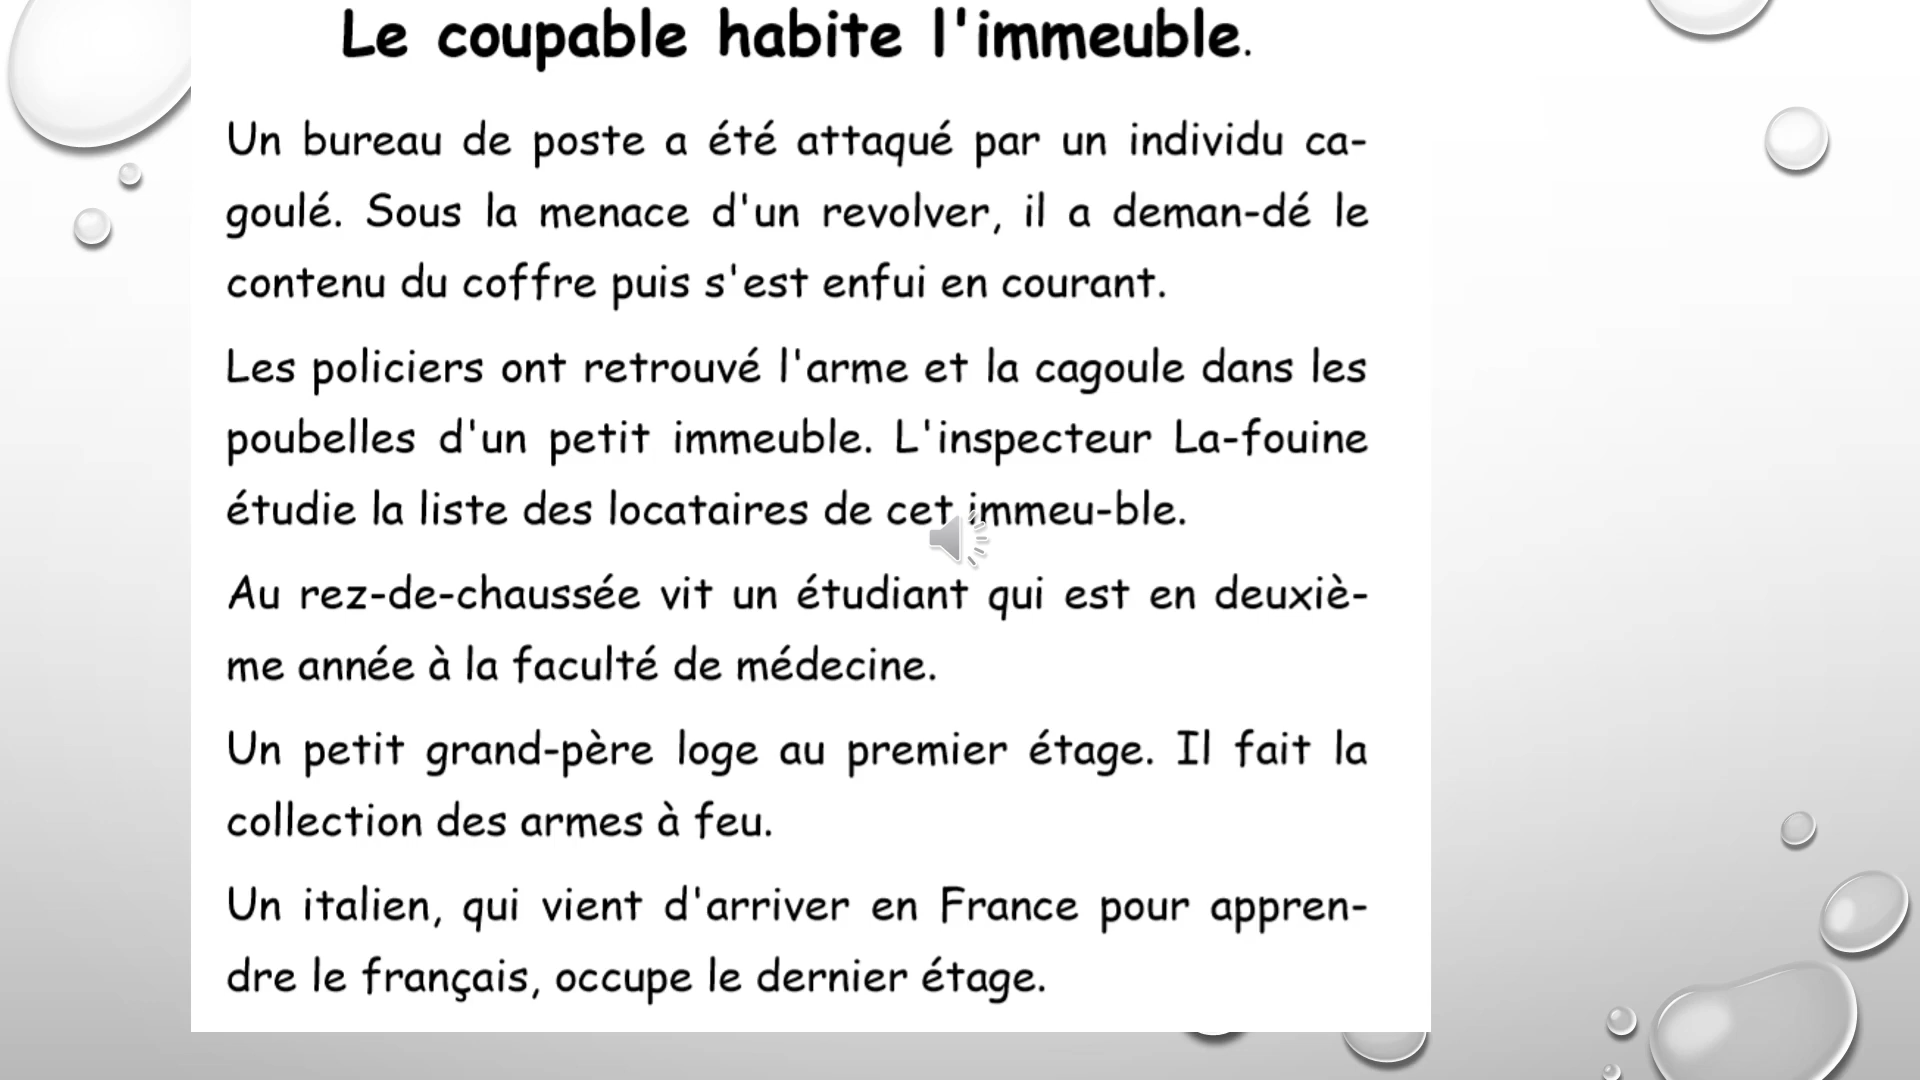 Le coupable habite l'immeuble.
Un bureau de poste a été attaqué par un individu ca-
goulé. Sous la menace d'un revolver, il a deman-dé le
contenu du coffre puis s'est enfui en courant.
Les policiers ont retrouvé l'arme et la cagoule dans les
poubelles d'un petit immeuble. L'inspecteur La-fouine
étudie la liste des locataires de cet immeu-ble.
Au rez-de-chaussée vit un étudiant qui est en deuxiè-
me année à la faculté de médecine.
Un petit grand-père loge au premier étage. Il fait la
collection des armes à feu.
Un italien, qui vient d'arriver en France pour appren-
dre le français, occupe le dernier étage.